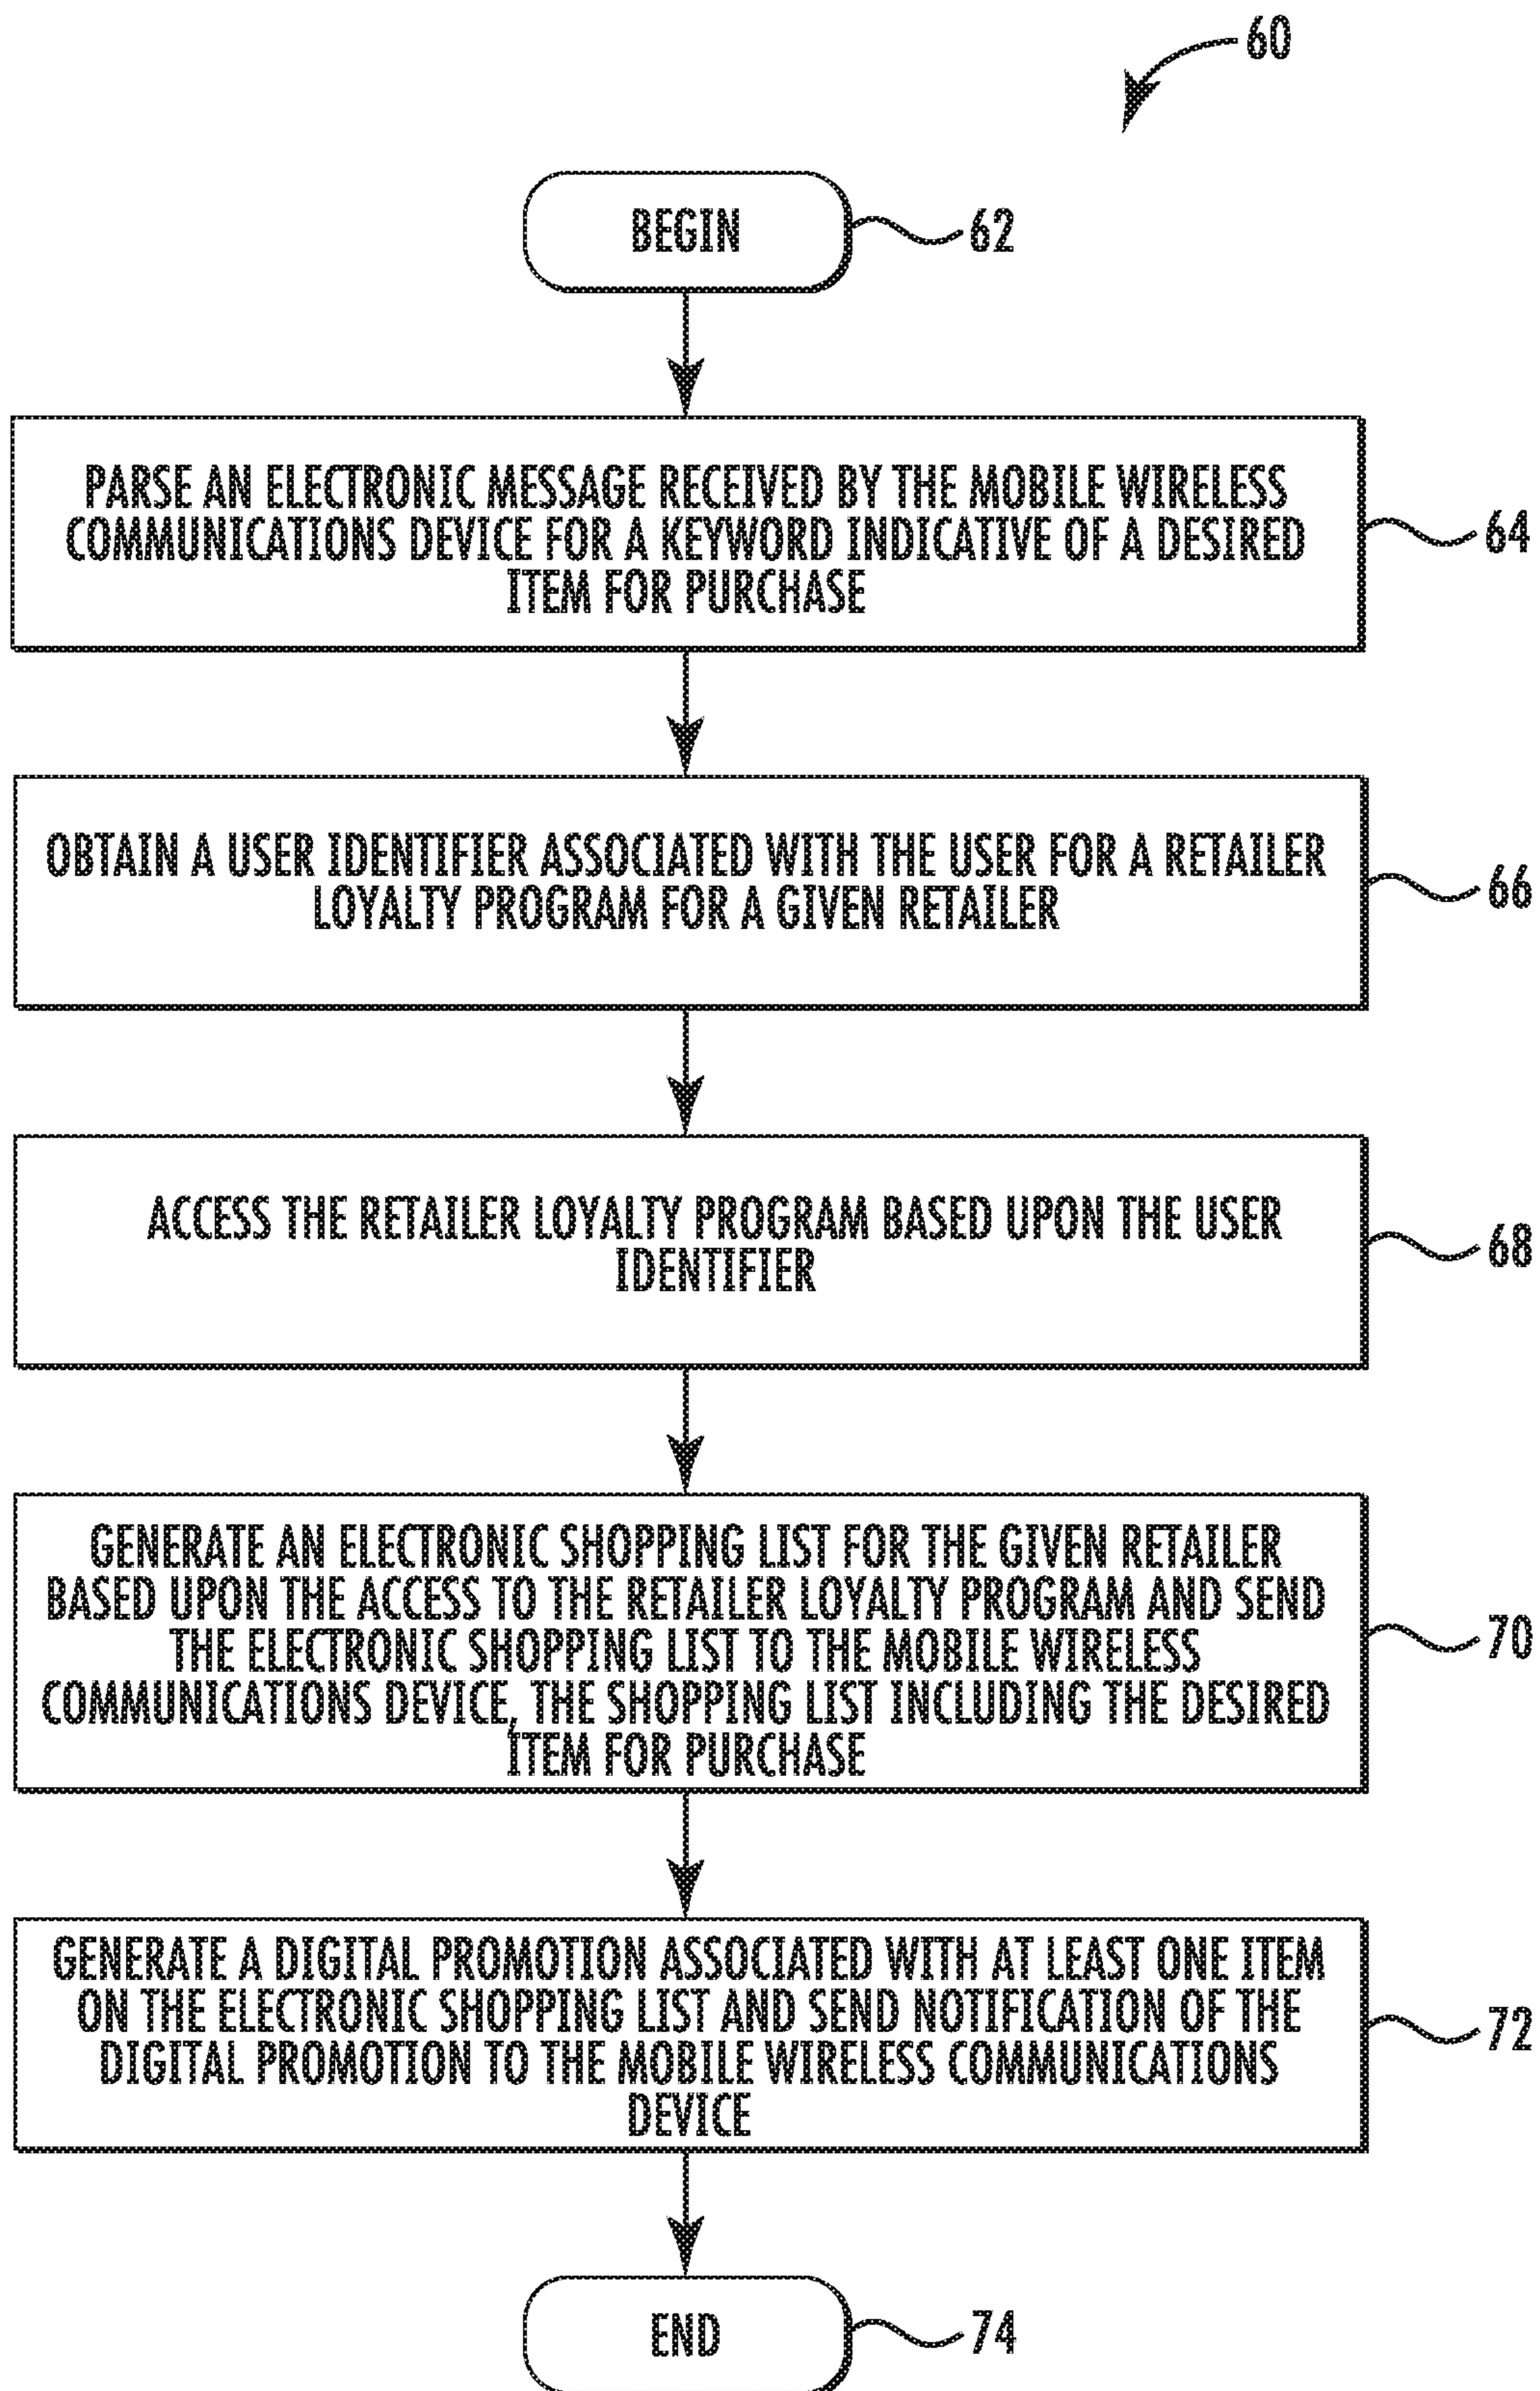 60
BEGIN
62
PARSE AN ELECTRONIC MESSAGE RECEIVED BY THE MOBILE WIRELESS
COMMUNICATIONS DEVICE FOR A KEYWORD INDICATIVE OF A DESIRED
ITEM FOR PURCHASE
64
OBTAIN A USER IDENTIFIER ASSOCIATED WITH THE USER FOR A RETAILER
LOYALTY PROGRAM FOR A GIVEN RETAILER
66
ACCESS THE RETAILER LOYALTY PROGRAM BASED UPON THE USER
IDENTIFIER
68
GENERATE AN ELECTRONIC SHOPPING LIST FOR THE GIVEN RETAILER
BASED UPON THE ACCESS TO THE RETAILER LOYALTY PROGRAM AND SEND
THE ELECTRONIC SHOPPING LIST TO THE MOBILE WIRELESS
COMMUNICATIONS DEVICE, THE SHOPPING LIST INCLUDING THE DESIRED
ITEM FOR PURCHASE
70
GENERATE A DIGITAL PROMOTION ASSOCIATED WITH AT LEAST ONE ITEM
ON THE ELECTRONIC SHOPPING LIST AND SEND NOTIFICATION OF THE
DIGITAL PROMOTION TO THE MOBILE WIRELESS COMMUNICATIONS
DEVICE
72
END
74